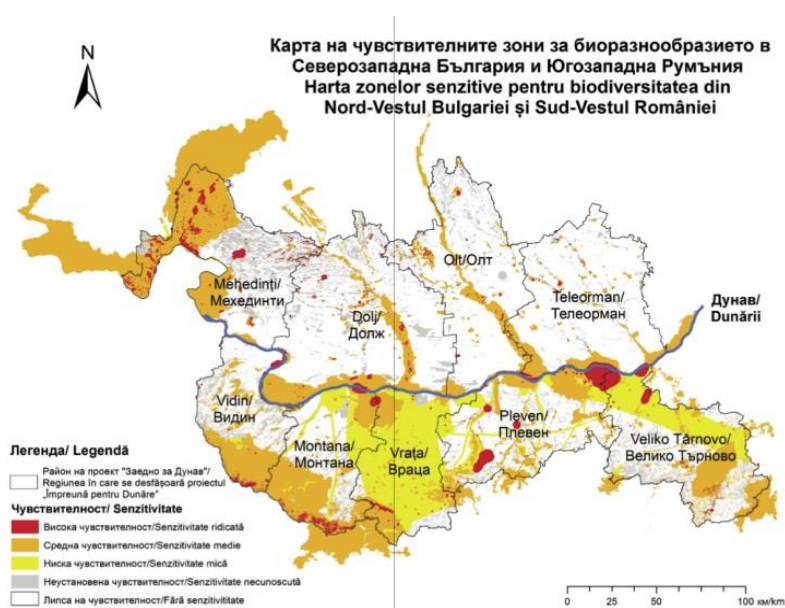 N
Карта на чувствителните зони за биоразнообразието в
Северозападна България и Югозападна Румъния
Harta zonelor senzitive pentru biodiversitatea din
Nord-Vestul Bulgariei și Sud-Vestul României
Olt/Олт
Mehedinți/
Мехединти
Teleorman/
Телеорман
Дунав/
Dunării
Dolj/
Долж
Vidin/
Видин
Pleven/
Плевен
Montana/
Монтана
Vrața/
Враца
Veliko Târnovo/
Велико Търново
Легенда/ Legendă
Район на проект "Заедно за Дунав"/
Regiunea în care se desfășoară proiectul
„Împreună pentru Dunăre"
Чувствителност/ Senzitivitate
Висока чувствителност/Senzitivitate ridicată
Средна чувствителност/Senzitivitate medie
Ниска чувствителност/Senzitivitate mică
Неустановена чувствителност/Senzitivitate necunoscută
Липса на чувствителност/Fără senzitivititate
0 25 50 100 км/km